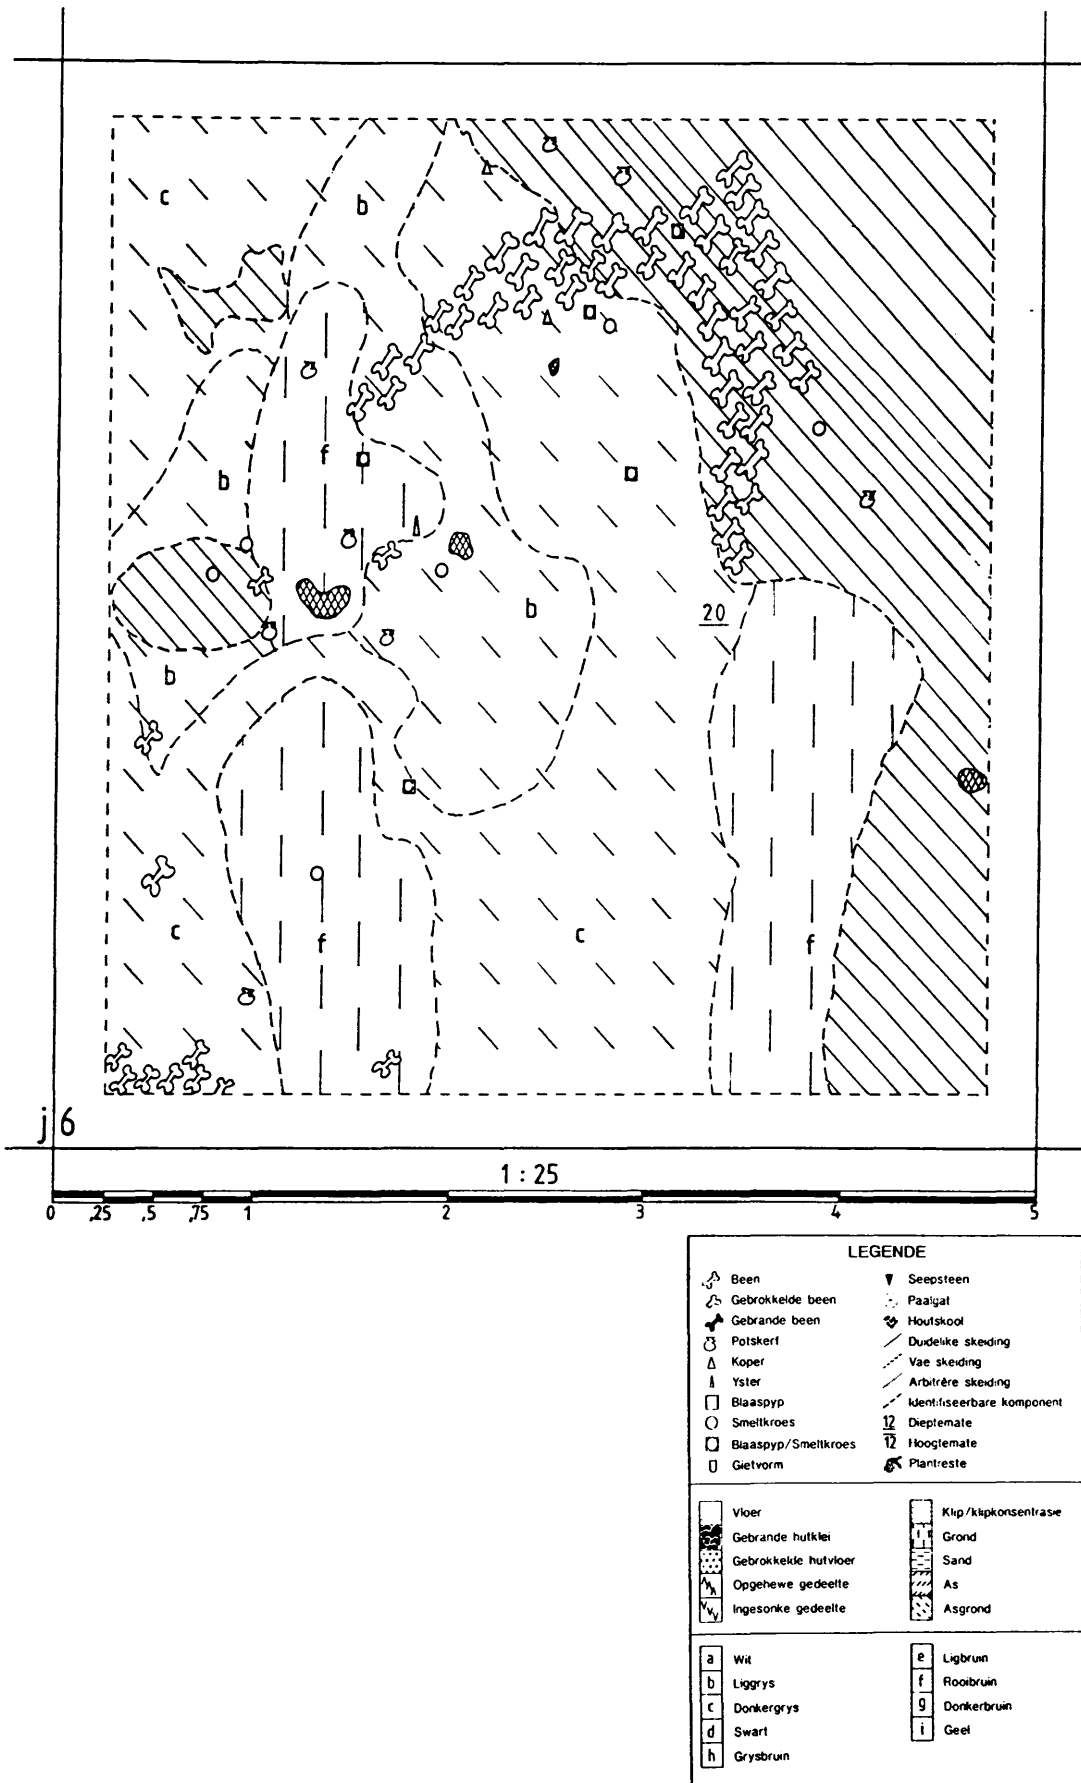 c
b
f
b
b
20
b
c
c
f
f
j 6
1 : 25
0 ,25 ,5 ,75 1 2 3 4 5
LEGENDE
Been
Gebrokkelde been
Gebrande been
Potskerf
Koper
Yster
Blaaspyp
Smeltkroes
Blaaspyp/Smeltkroes
Gietvorm
Seepsteen
Paalgat
Houtskool
Duidelike skeiding
Vae skeiding
Arbitrêre skeiding
Identifiseerbare komponent
12 Dieptemate
12 Hoogtemate
Plantreste
Vloer
Gebrande hutklei
Gebrokkelde hutvloer
Opgehewe gedeelte
Ingesonke gedeelte
Klip/klipkonsentrasie
Grond
Sand
As
Asgrond
a Wit
b Liggrys
c Donkergrys
d Swart
h Grysbruin
e Ligbruin
f Rooibruin
g Donkerbruin
i Geel